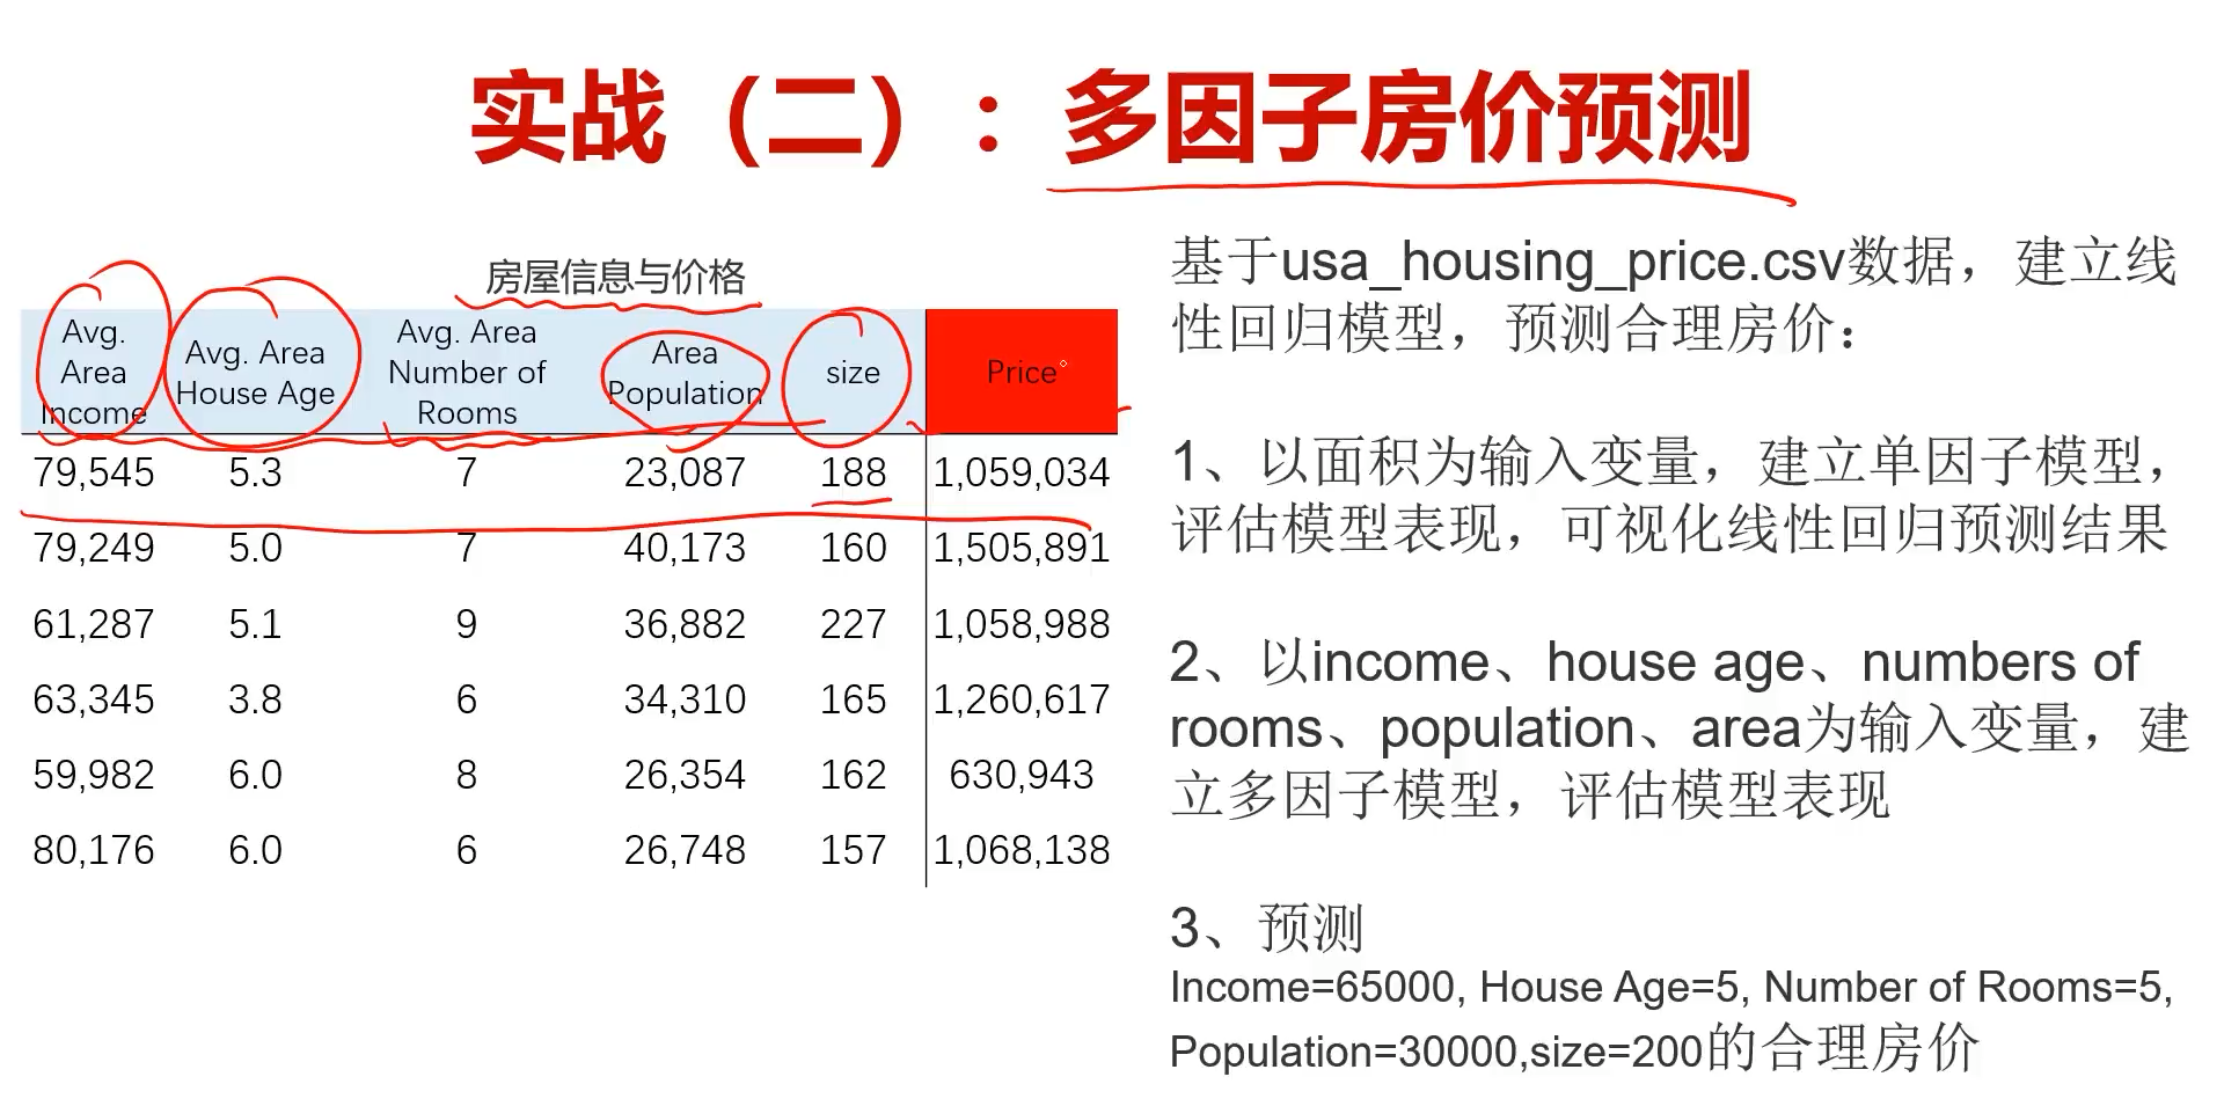 实战（二）：多因子房价预测
房屋信息与价格
Avg. Area Income Avg. Area House Age Avg. Area Number of Rooms Area Population size Price
79,545 5.3 7 23,087 188 1,059,034
79,249 5.0 7 40,173 160 1,505,891
61,287 5.1 9 36,882 227 1,058,988
63,345 3.8 6 34,310 165 1,260,617
59,982 6.0 8 26,354 162 630,943
80,176 6.0 6 26,748 157 1,068,138
基于usa_housing_price.csv数据，建立线
性回归模型，预测合理房价：
1、以面积为输入变量，建立单因子模型，
评估模型表现，可视化线性回归预测结果
2、以income、house age、numbers of
rooms、population、area为输入变量，建
立多因子模型，评估模型表现
3、预测
Income=65000, House Age=5, Number of Rooms=5,
Population=30000,size=200的合理房价